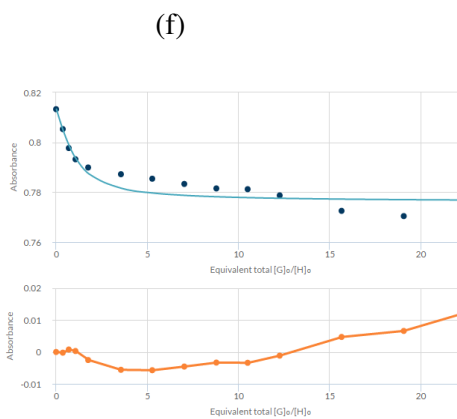 (f)
0.82
0.8
0.78
0.76
Absorbance
0 5 10 15 20
Equivalent total [G]₀/[H]₀
0.02
0.01
0
-0.01
Absorbance
0 5 10 15 20
Equivalent total [G]₀/[H]₀